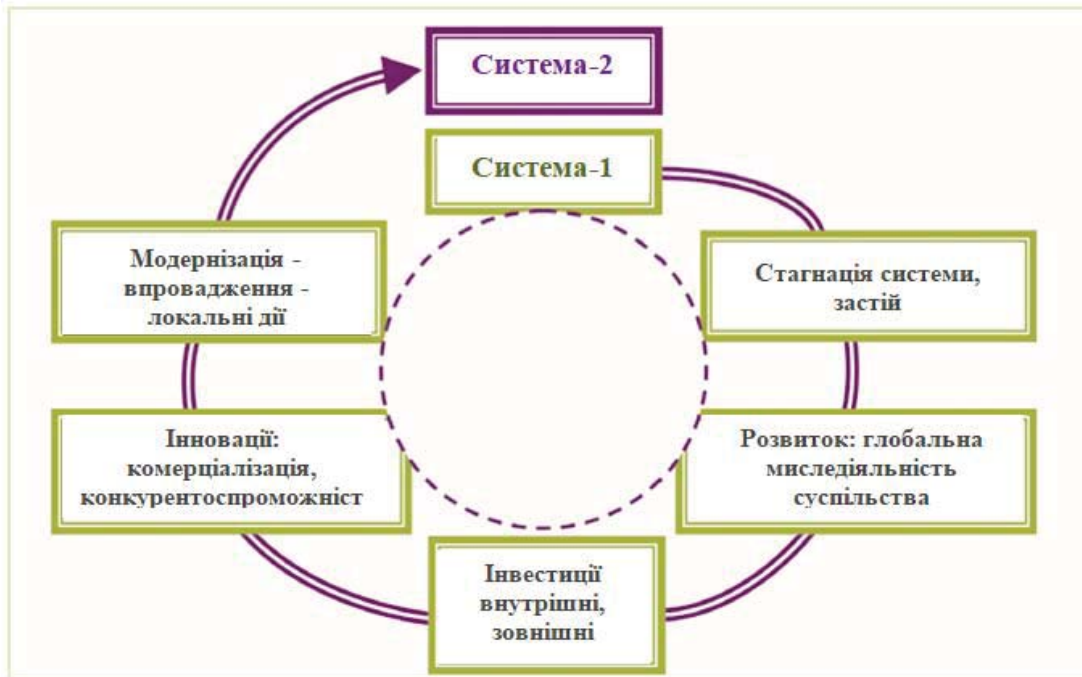 Система-2
Система-1
Модернізація -
впровадження -
локальні дії
Стагнація системи,
застій
Інновації:
комерціалізація,
конкурентоспроможніст
Розвиток: глобальна
миследіяльність
суспільства
Інвестиції
внутрішні,
зовнішні